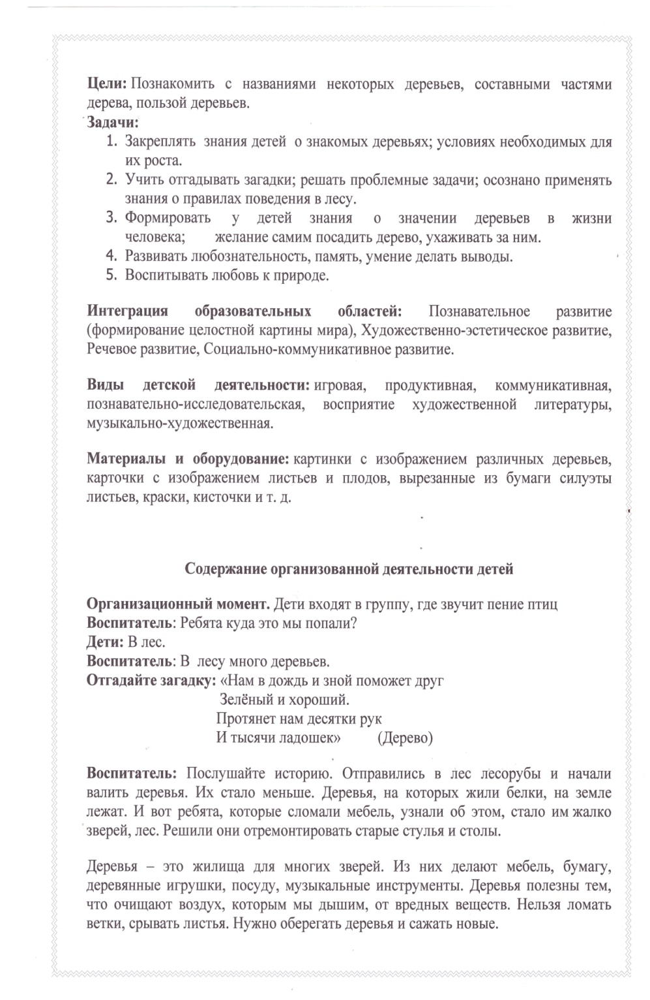 Цели: Познакомить с названиями некоторых деревьев, составными частями
дерева, пользой деревьев.
Задачи:
1. Закреплять знания детей о знакомых деревьях; условиях необходимых для
их роста.
2. Учить отгадывать загадки; решать проблемные задачи; осознано применять
знания о правилах поведения в лесу.
3. Формировать у детей знания о значении деревьев в жизни
человека; желание самим посадить дерево, ухаживать за ним.
4. Развивать любознательность, память, умение делать выводы.
5. Воспитывать любовь к природе.
Интеграция образовательных областей: Познавательное развитие
(формирование целостной картины мира), Художественно-эстетическое развитие,
Речевое развитие, Социально-коммуникативное развитие.
Виды детской деятельности: игровая, продуктивная, коммуникативная,
познавательно-исследовательская, восприятие художественной литературы,
музыкально-художественная.
Материалы и оборудование: картинки с изображением различных деревьев,
карточки с изображением листьев и плодов, вырезанные из бумаги силуэты
листьев, краски, кисточки и т. д.
Содержание организованной деятельности детей
Организационный момент. Дети входят в группу, где звучит пение птиц
Воспитатель: Ребята куда это мы попали?
Дети: В лес.
Воспитатель: В лесу много деревьев.
Отгадайте загадку: «Нам в дождь и зной поможет друг
Зелёный и хороший.
Протянет нам десятки рук
И тысячи ладошек» (Дерево)
Воспитатель: Послушайте историю. Отправились в лес лесорубы и начали
валить деревья. Их стало меньше. Деревья, на которых жили белки, на земле
лежат. И вот ребята, которые сломали мебель, узнали об этом, стало им жалко
зверей, лес. Решили они отремонтировать старые стулья и столы.
Деревья – это жилища для многих зверей. Из них делают мебель, бумагу,
деревянные игрушки, посуду, музыкальные инструменты. Деревья полезны тем,
что очищают воздух, которым мы дышим, от вредных веществ. Нельзя ломать
ветки, срывать листья. Нужно оберегать деревья и сажать новые.